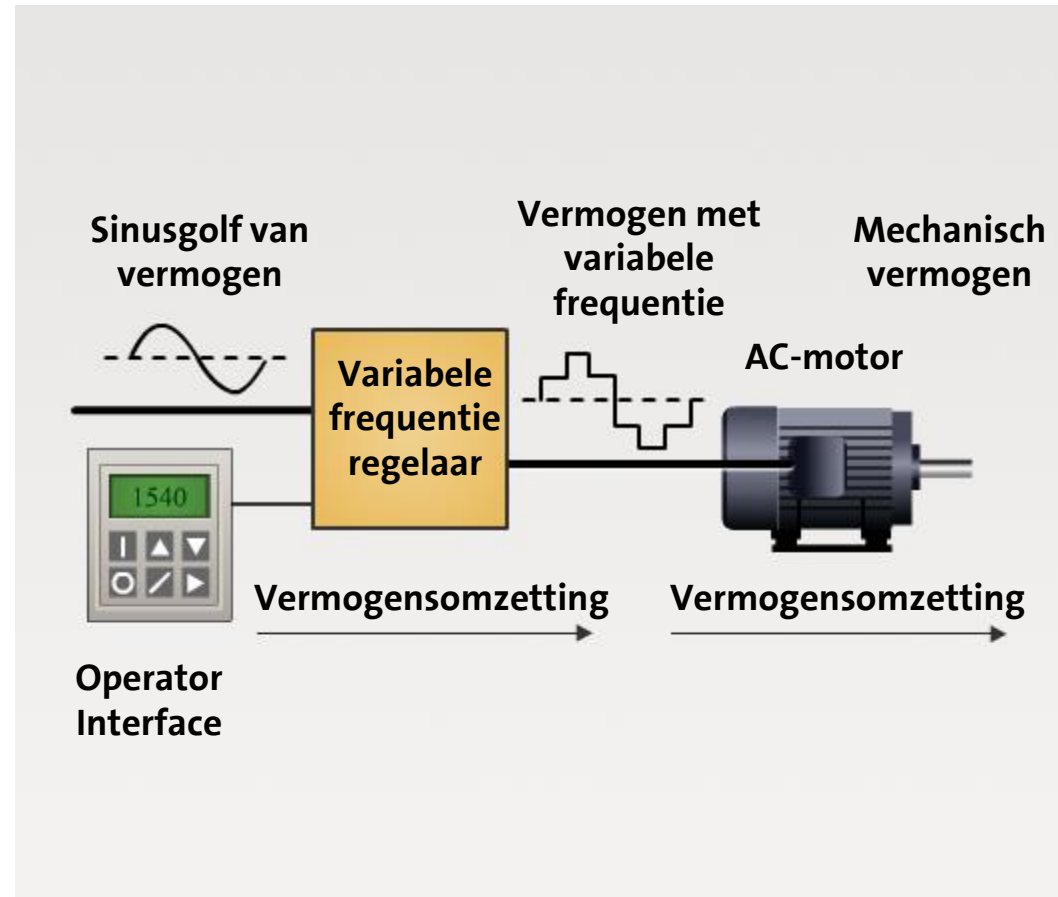 Sinusgolf van
vermogen
Vermogen met
variabele
frequentie
Mechanisch
vermogen
AC-motor
Variabele
frequentie
regelaar
1540
Vermogensomzetting
Vermogensomzetting
Operator
Interface